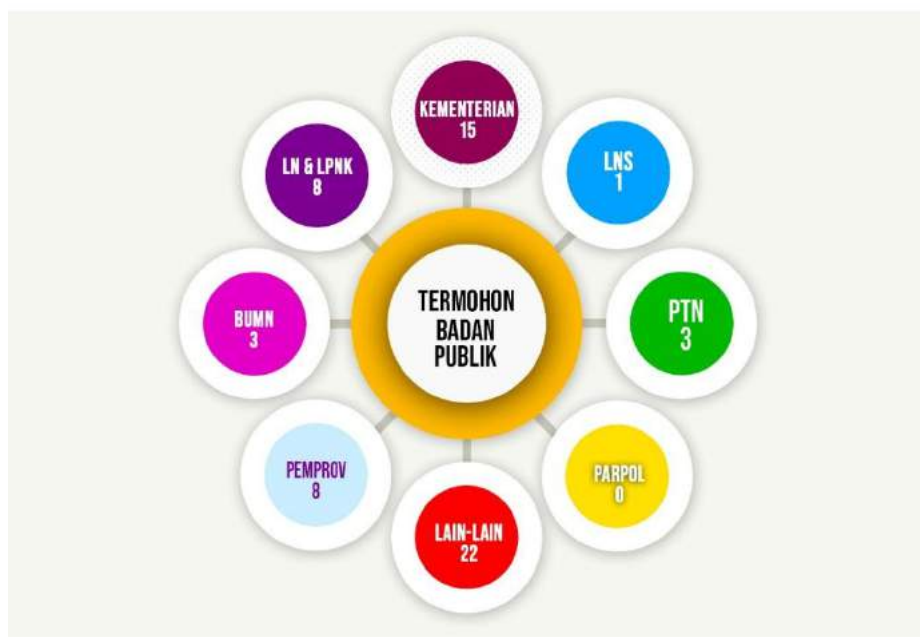 KEMENTERIAN
15
LNS
1
PTN
3
PARPOL
0
LAIN-LAIN
22
PEMPROV
8
BUMN
3
LN & LPNK
8
TERMOHON
BADAN
PUBLIK